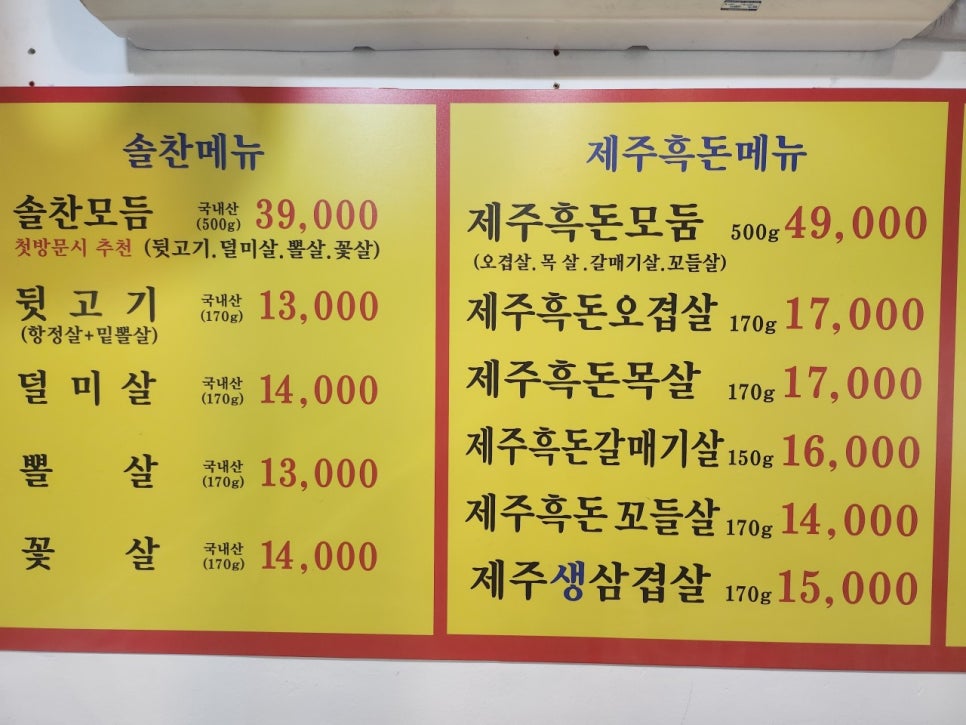 솔찬메뉴
솔찬모듬 국내산 (500g) 39,000
첫방문시 추천 (뒷고기.덜미살.뽈살.꽃살)
뒷고기 국내산 (170g) 13,000
(항정살+밑뽈살)
덜미살 국내산 (170g) 14,000
뽈살 국내산 (170g) 13,000
꽃살 국내산 (170g) 14,000
제주흑돈메뉴
제주흑돈모둠 500g 49,000
(오겹살.목살.갈매기살.꼬들살)
제주흑돈오겹살 170g 17,000
제주흑돈목살 170g 17,000
제주흑돈갈매기살 150g 16,000
제주흑돈꼬들살 170g 14,000
제주생삼겹살 170g 15,000